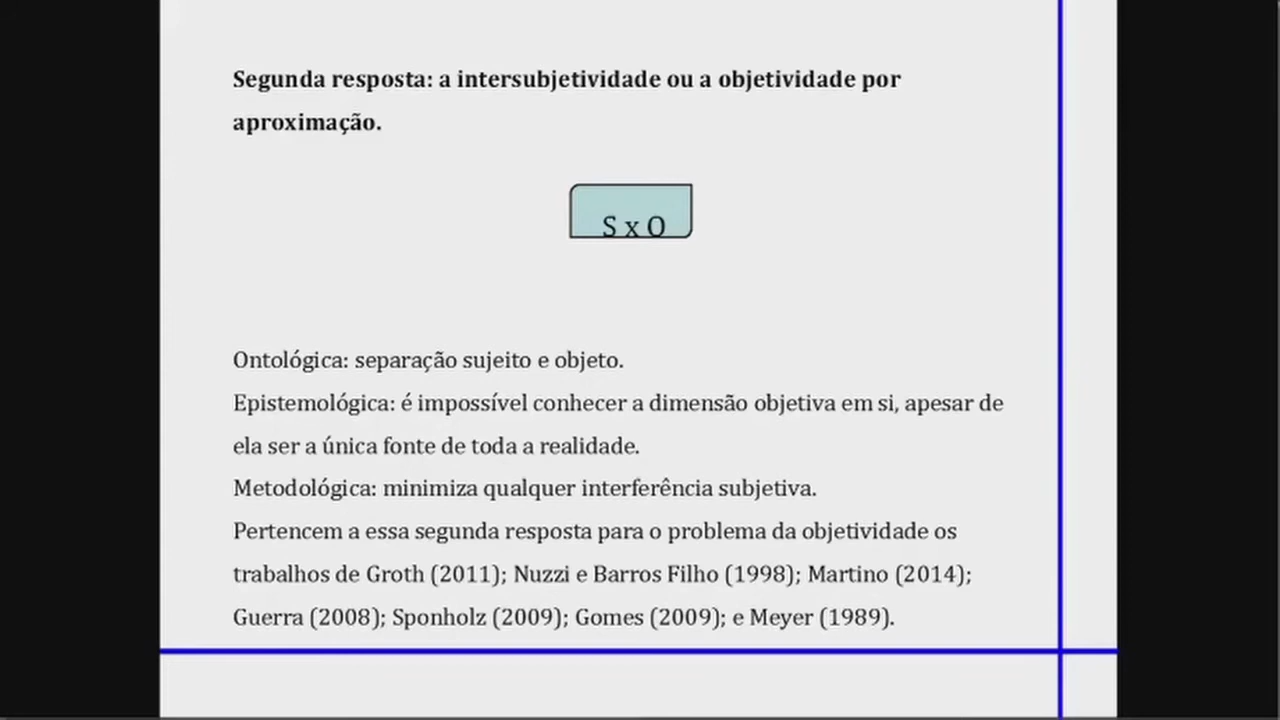 Segunda resposta: a intersubjetividade ou a objetividade por
aproximação.
S x O
Ontológica: separação sujeito e objeto.
Epistemológica: é impossível conhecer a dimensão objetiva em si, apesar de
ela ser a única fonte de toda a realidade.
Metodológica: minimiza qualquer interferência subjetiva.
Pertencem a essa segunda resposta para o problema da objetividade os
trabalhos de Groth (2011); Nuzzi e Barros Filho (1998); Martino (2014);
Guerra (2008); Sponholz (2009); Gomes (2009); e Meyer (1989).